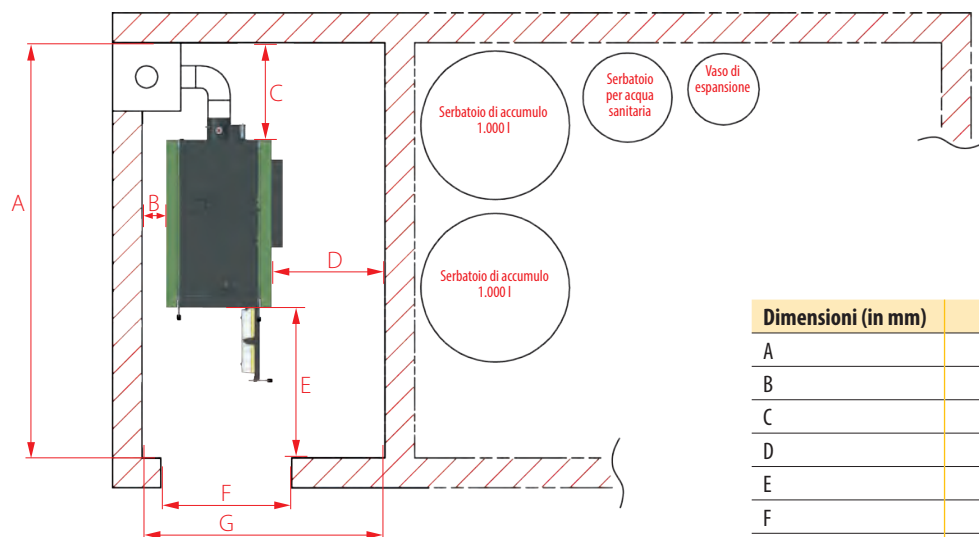 A
B
C
D
E
F
G
Serbatoio di accumulo
1.000 l
Serbatoio
per acqua
sanitaria
Vaso di
espansione
Serbatoio di accumulo
1.000 l
Dimensioni (in mm)
A
B
C
D
E
F